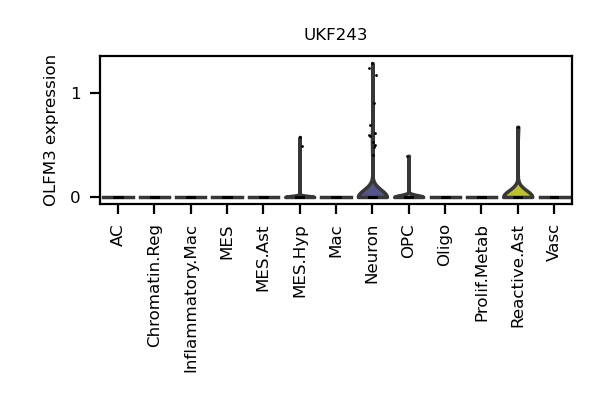 UKF243
OLFM3 expression
1
0
AC
Chromatin.Reg
Inflammatory.Mac
MES
MES.Ast
MES.Hyp
Mac
Neuron
OPC
Oligo
Prolif.Metab
Reactive.Ast
Vasc